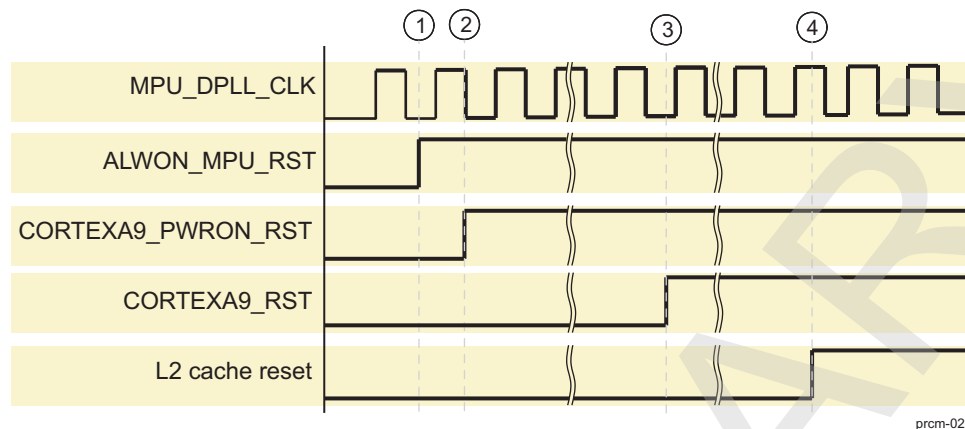 1 2 3 4
MPU_DPLL_CLK
ALWON_MPU_RST
CORTEXA9_PWRON_RST
CORTEXA9_RST
L2 cache reset
prcm-02